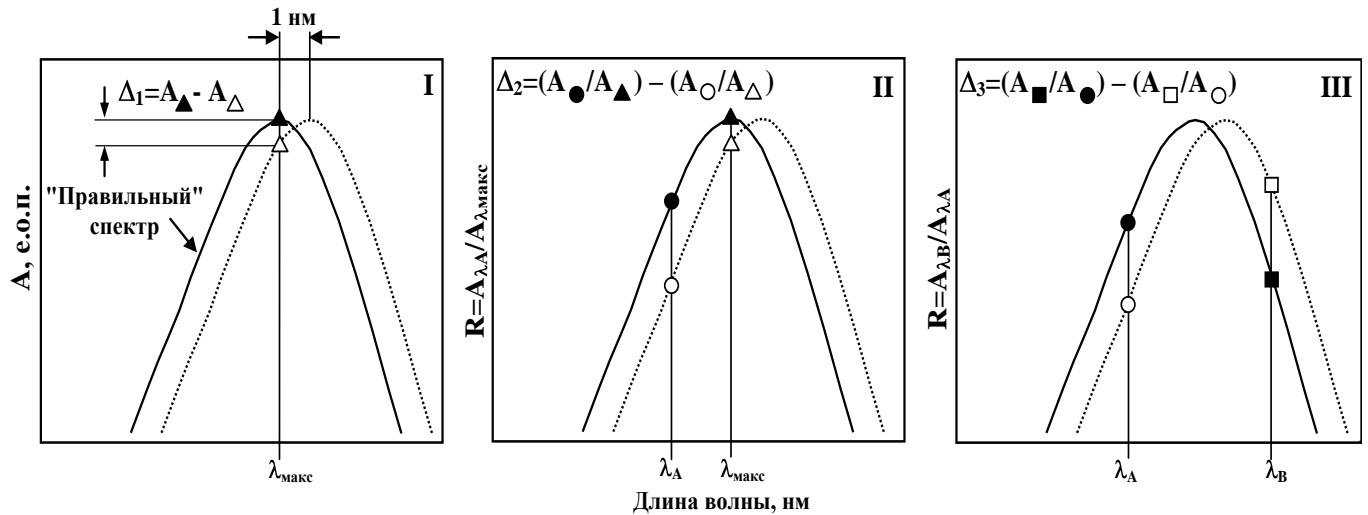 1 нм
Δ₁=A▲- A△
I
"Правильный"
спектр
А, е.о.п.
λмакс
Δ₂=(A●/A▲) − (A○/A△)
II
R=AλA/Aλмакс
λA
λмакс
Δ₃=(A■/A●) − (A□/A○)
III
R=AλB/AλA
λA
λB
Длина волны, нм